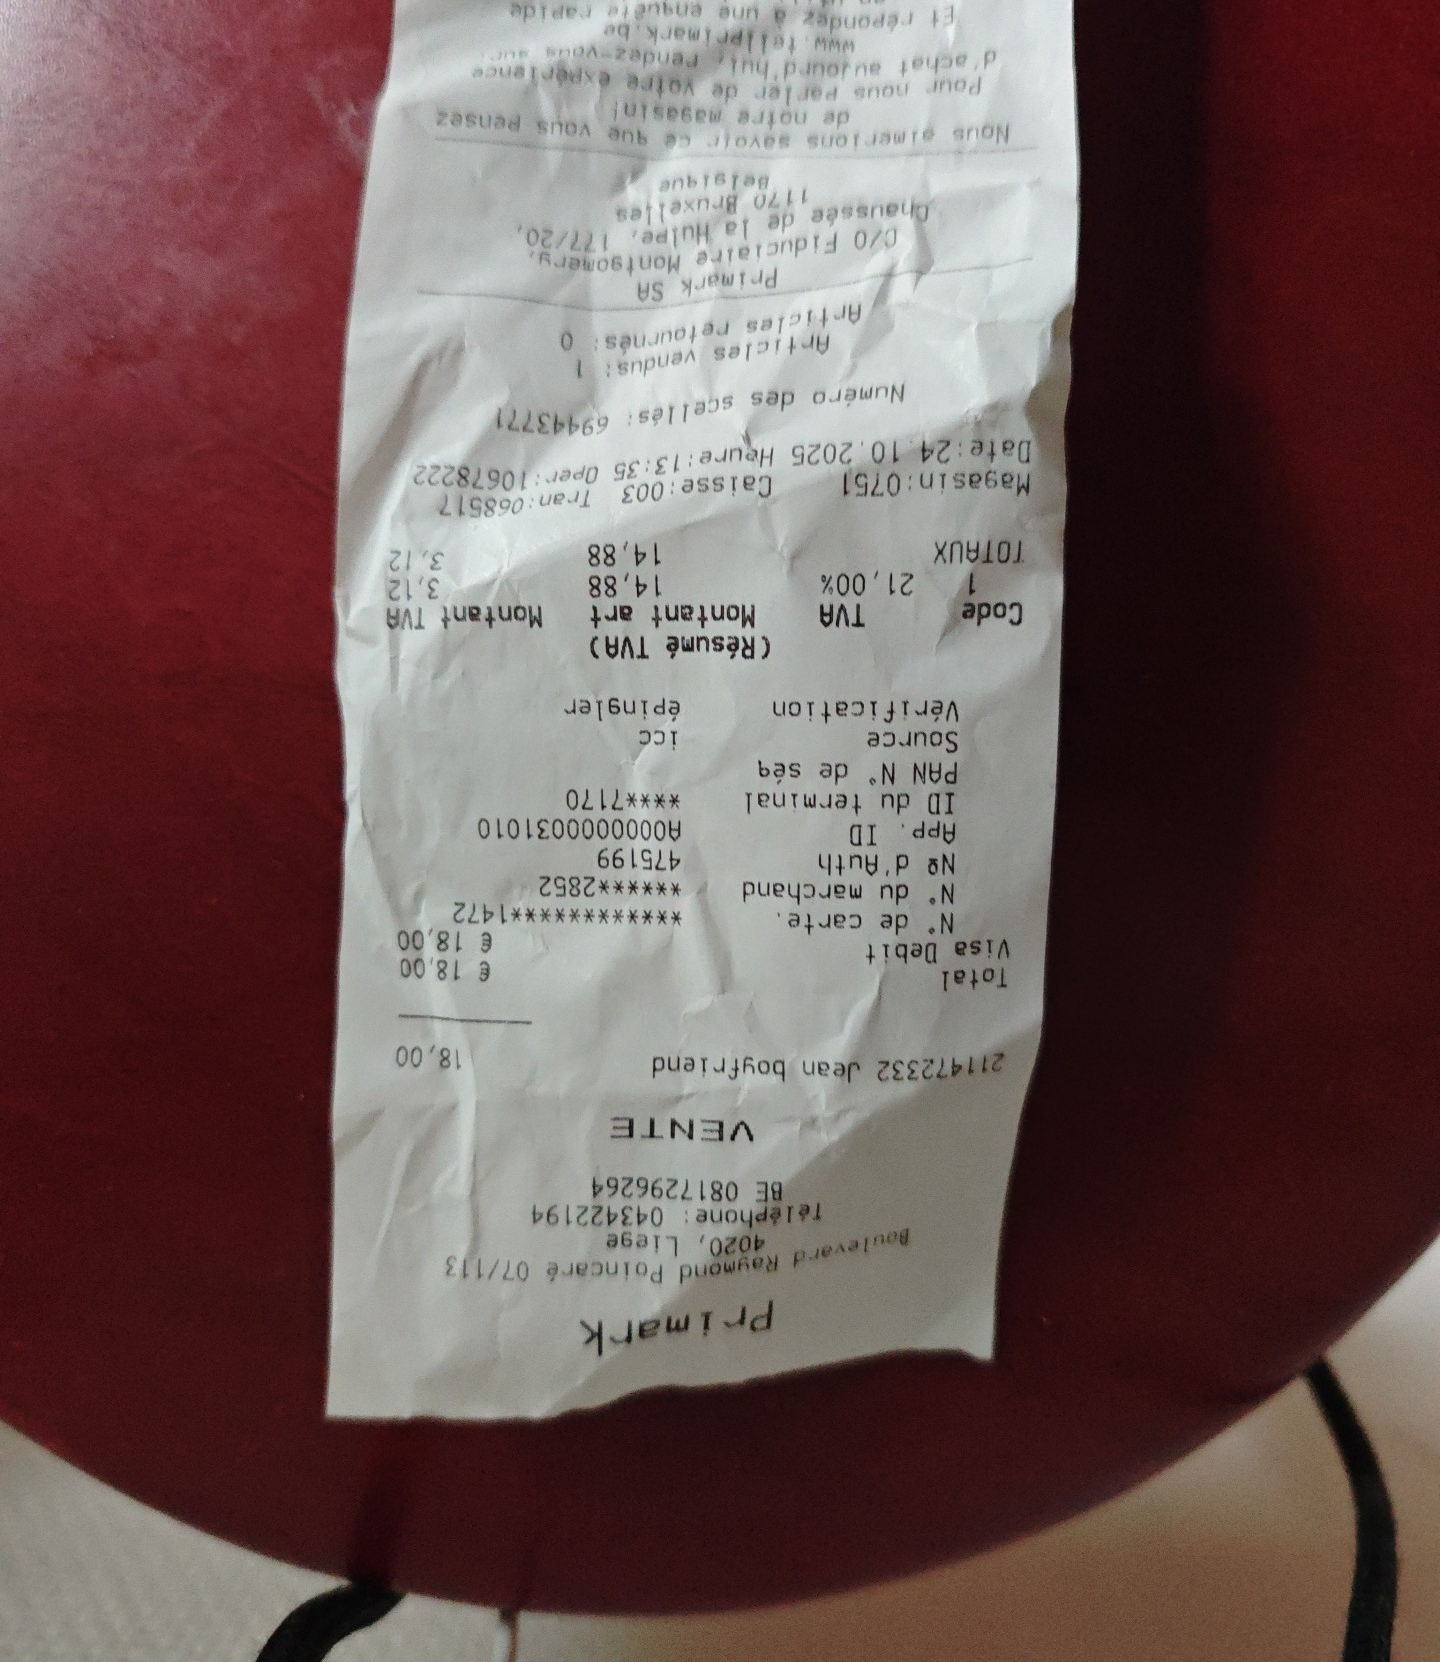 Primark
Boulevard Raymond Poincaré 07/113
4020, Liege
Téléphone: 043422194
BE 0817296264
VENTE
211472332 Jean boyfriend 18,00
Total € 18,00
Visa Debit € 18,00
N° de carte. ***************1472
N° du marchand *******2852
Nº d'Auth 475199
App. ID A0000000031010
ID du terminal ****7170
PAN N° de séq
Source icc
Vérification épingler
(Résumé TVA)
Code TVA Montant art Montant TVA
1 21,00% 14,88 3,12
TOTAUX 14,88 3,12
Magasin:0751 Caisse:003 Tran:068517
Date:24.10.2025 Heure:13:35 Oper:10678222
Numéro des scellés: 69443771
Articles vendus: 1
Articles retournés: 0
Primark SA
C/O Fiduciaire Montgomery,
Chaussée de la Hulpe, 177/20,
1170 Bruxelles
Belgique
Nous aimerions savoir ce que vous pensez
de notre magasin!
Pour nous parler de votre expérience
d'achat aujourd'hui, rendez-vous sur:
www.tellprimark.be
Et répondez à une enquête rapide